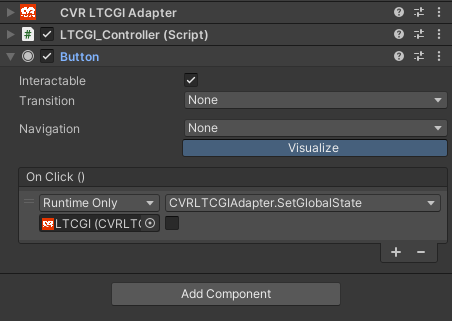 CVR LTCGI Adapter
LTCGI_Controller (Script)
Button
Interactable
Transition None
Navigation None
Visualize
On Click ()
Runtime Only CVRLTCGIAdapter.SetGlobalState
LTCGI (CVRLTC
Add Component